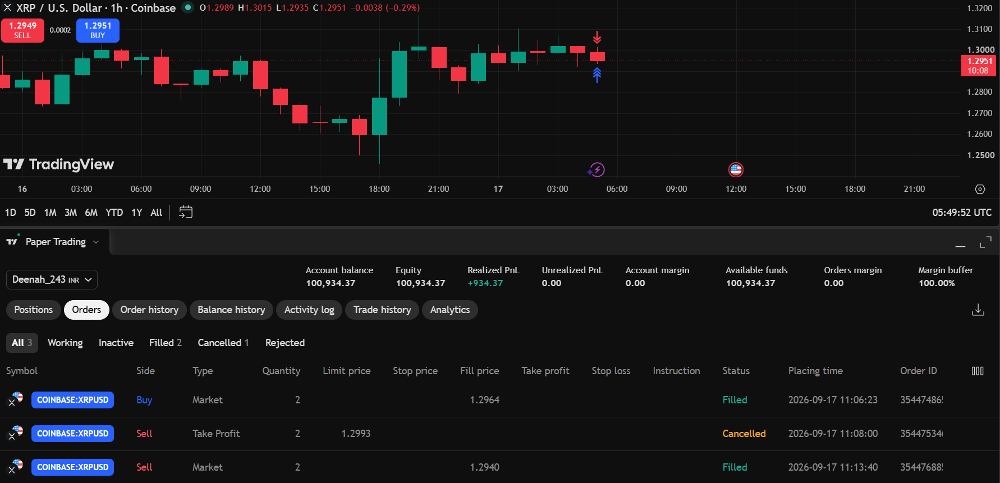 XRP / U.S. Dollar · 1h · Coinbase O1.2989 H1.3015 L1.2935 C1.2951 −0.0038 (−0.29%)
1.2949 SELL
0.0002
1.2951 BUY
1.3200
1.3100
1.3000
1.2951
10:08
1.2800
1.2700
1.2600
1.2500
TradingView
16 03:00 06:00 09:00 12:00 15:00 18:00 21:00 17 03:00 06:00 09:00 12:00 15:00 18:00 21:00
1D 5D 1M 3M 6M YTD 1Y All 05:49:52 UTC
Paper Trading
Deenah_243 INR
Account balance Equity Realized PnL Unrealized PnL Account margin Available funds Orders margin Margin buffer
100,934.37 100,934.37 +934.37 0.00 0.00 100,934.37 0.00 100.00%
Positions Orders Order history Balance history Activity log Trade history Analytics
All 3 Working Inactive Filled 2 Cancelled 1 Rejected
Symbol Side Type Quantity Limit price Stop price Fill price Take profit Stop loss Instruction Status Placing time Order ID
COINBASE:XRPUSD Buy Market 2 1.2964 Filled 2026-09-17 11:06:23 35447486
COINBASE:XRPUSD Sell Take Profit 2 1.2993 Cancelled 2026-09-17 11:08:00 35447534
COINBASE:XRPUSD Sell Market 2 1.2940 Filled 2026-09-17 11:13:40 35447688